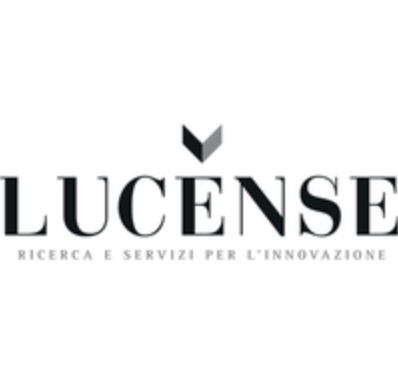 LUCENSE
RICERCA E SERVIZI PER L'INNOVAZIONE